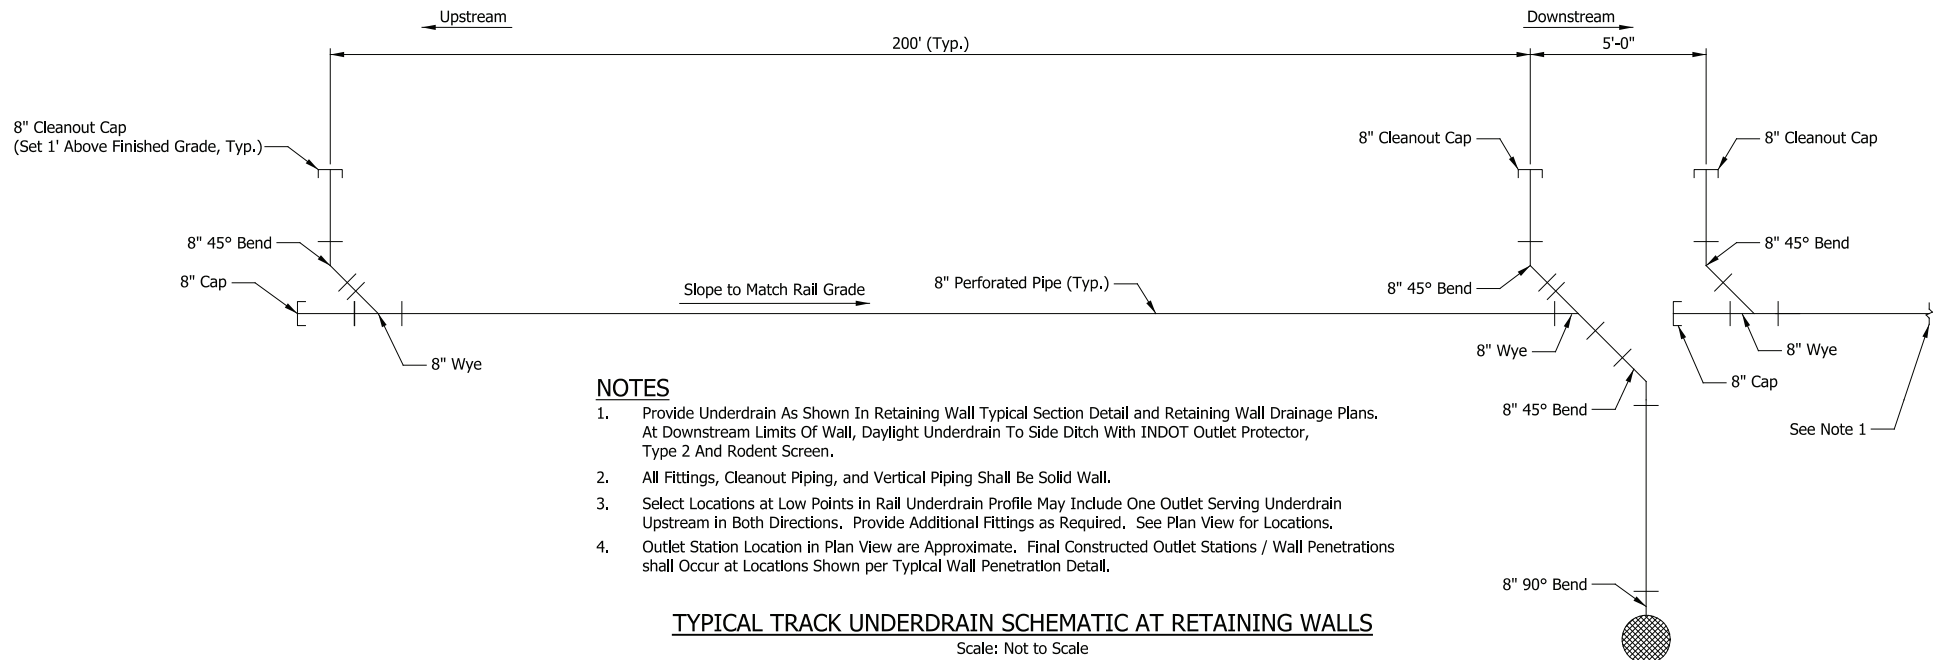 Upstream
Downstream
200' (Typ.)
5'-0"
8" Cleanout Cap
(Set 1' Above Finished Grade, Typ.)
8" Cleanout Cap
8" Cleanout Cap
8" 45° Bend
8" 45° Bend
8" Cap
Slope to Match Rail Grade
8" Perforated Pipe (Typ.)
8" 45° Bend
8" Wye
8" Wye
8" Wye
8" Cap
8" 45° Bend
See Note 1
NOTES
1. Provide Underdrain As Shown In Retaining Wall Typical Section Detail and Retaining Wall Drainage Plans.
At Downstream Limits Of Wall, Daylight Underdrain To Side Ditch With INDOT Outlet Protector,
Type 2 And Rodent Screen.
2. All Fittings, Cleanout Piping, and Vertical Piping Shall Be Solid Wall.
3. Select Locations at Low Points in Rail Underdrain Profile May Include One Outlet Serving Underdrain
Upstream in Both Directions. Provide Additional Fittings as Required. See Plan View for Locations.
4. Outlet Station Location in Plan View are Approximate. Final Constructed Outlet Stations / Wall Penetrations
shall Occur at Locations Shown per Typical Wall Penetration Detail.
8" 90° Bend
TYPICAL TRACK UNDERDRAIN SCHEMATIC AT RETAINING WALLS
Scale: Not to Scale